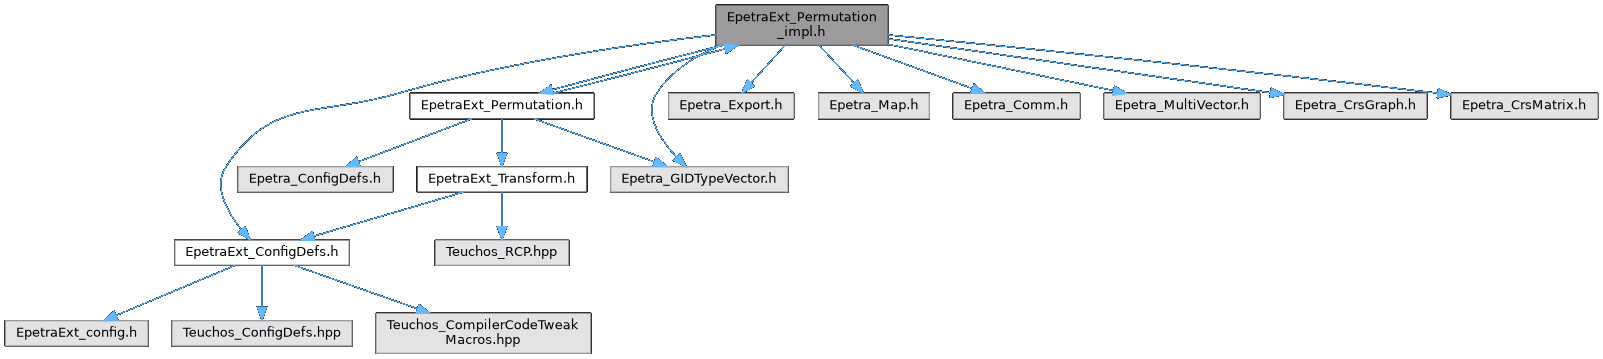 EpetraExt_Permutation
_impl.h
EpetraExt_Permutation.h
Epetra_Export.h
Epetra_Map.h
Epetra_Comm.h
Epetra_MultiVector.h
Epetra_CrsGraph.h
Epetra_CrsMatrix.h
Epetra_ConfigDefs.h
EpetraExt_Transform.h
Epetra_GIDTypeVector.h
EpetraExt_ConfigDefs.h
Teuchos_RCP.hpp
EpetraExt_config.h
Teuchos_ConfigDefs.hpp
Teuchos_CompilerCodeTweak
Macros.hpp